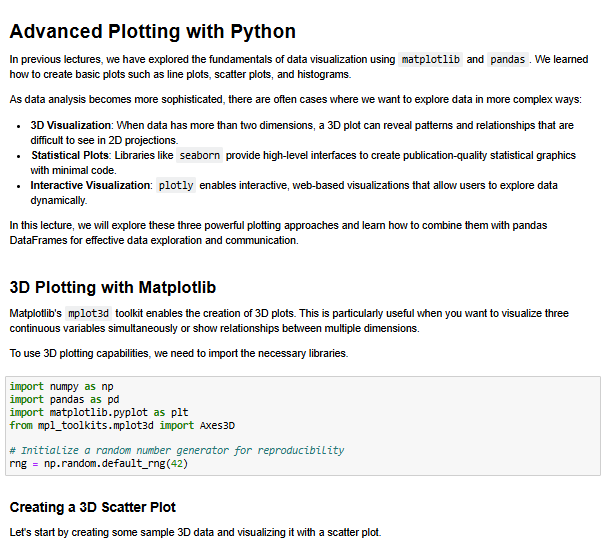 Advanced Plotting with Python
In previous lectures, we have explored the fundamentals of data visualization using matplotlib and pandas . We learned
how to create basic plots such as line plots, scatter plots, and histograms.
As data analysis becomes more sophisticated, there are often cases where we want to explore data in more complex ways:
• 3D Visualization: When data has more than two dimensions, a 3D plot can reveal patterns and relationships that are
difficult to see in 2D projections.
• Statistical Plots: Libraries like seaborn provide high-level interfaces to create publication-quality statistical graphics
with minimal code.
• Interactive Visualization: plotly enables interactive, web-based visualizations that allow users to explore data
dynamically.
In this lecture, we will explore these three powerful plotting approaches and learn how to combine them with pandas
DataFrames for effective data exploration and communication.
3D Plotting with Matplotlib
Matplotlib's mplot3d toolkit enables the creation of 3D plots. This is particularly useful when you want to visualize three
continuous variables simultaneously or show relationships between multiple dimensions.
To use 3D plotting capabilities, we need to import the necessary libraries.
import numpy as np
import pandas as pd
import matplotlib.pyplot as plt
from mpl_toolkits.mplot3d import Axes3D
# Initialize a random number generator for reproducibility
rng = np.random.default_rng(42)
Creating a 3D Scatter Plot
Let's start by creating some sample 3D data and visualizing it with a scatter plot.